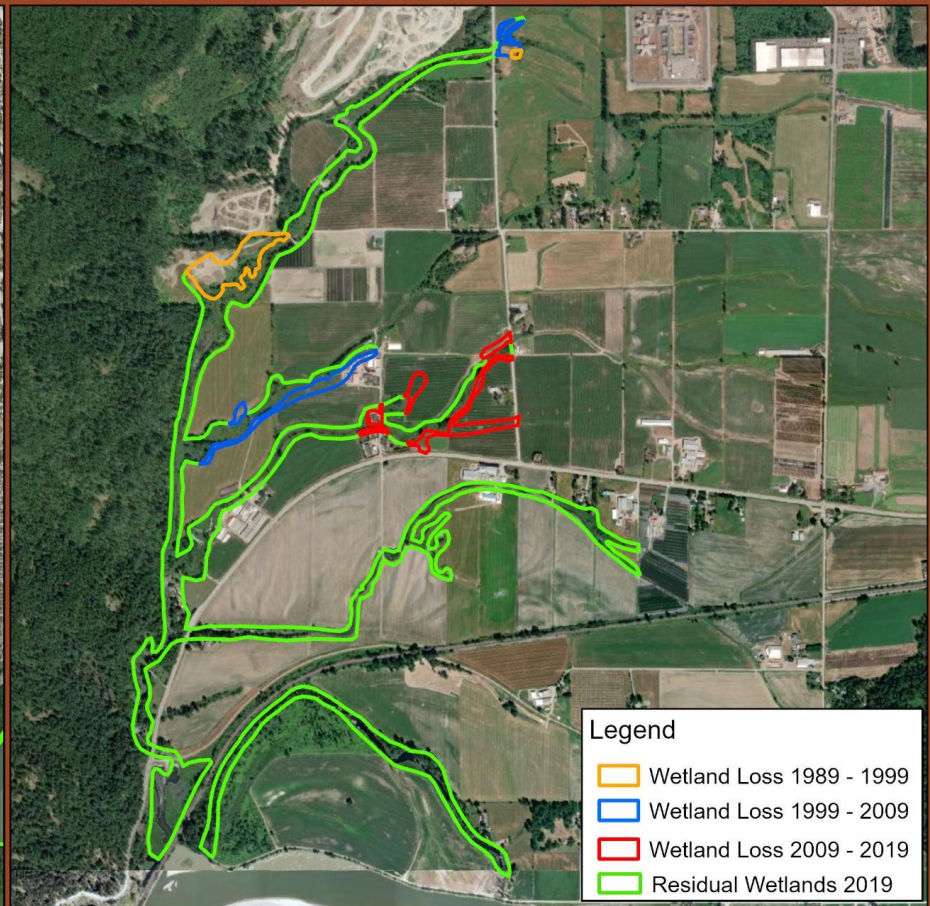 Legend
Wetland Loss 1989 - 1999
Wetland Loss 1999 - 2009
Wetland Loss 2009 - 2019
Residual Wetlands 2019